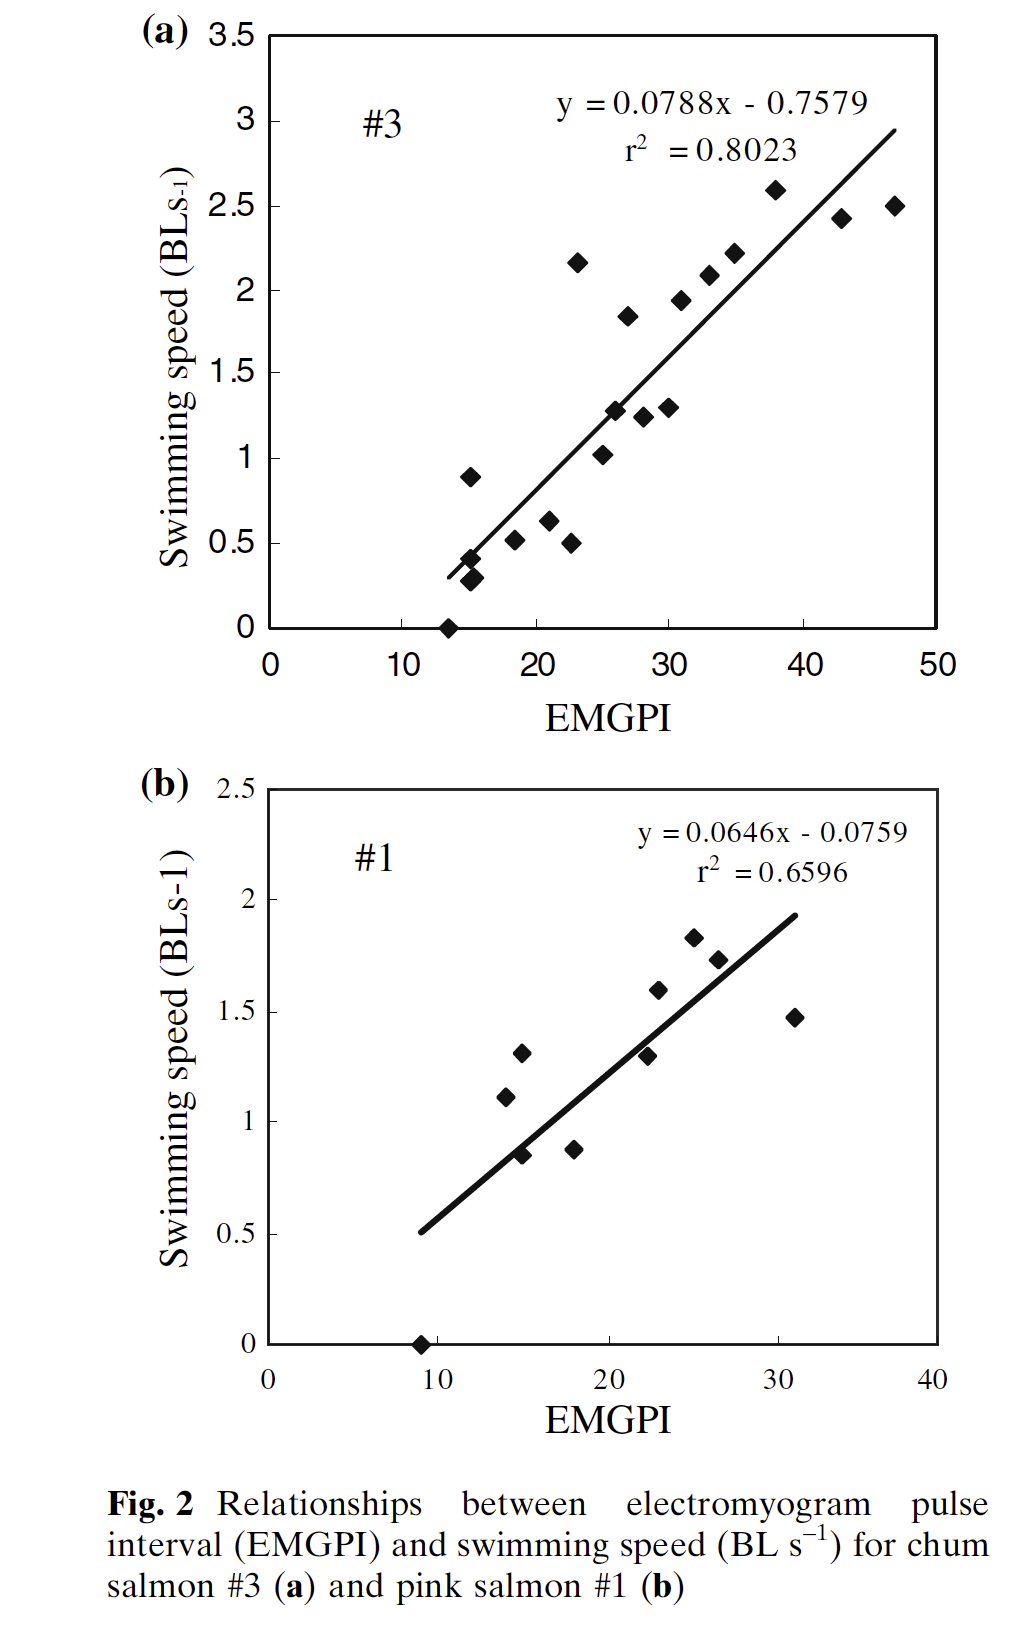 (a)
3.5
3
2.5
2
1.5
1
0.5
0
Swimming speed (BLs-1)
#3
y = 0.0788x - 0.7579
r² = 0.8023
0 10 20 30 40 50
EMGPI
(b)
2.5
2
1.5
1
0.5
0
Swimming speed (BLs-1)
#1
y = 0.0646x - 0.0759
r² = 0.6596
0 10 20 30 40
EMGPI
Fig. 2 Relationships between electromyogram pulse
interval (EMGPI) and swimming speed (BL s⁻¹) for chum
salmon #3 (a) and pink salmon #1 (b)